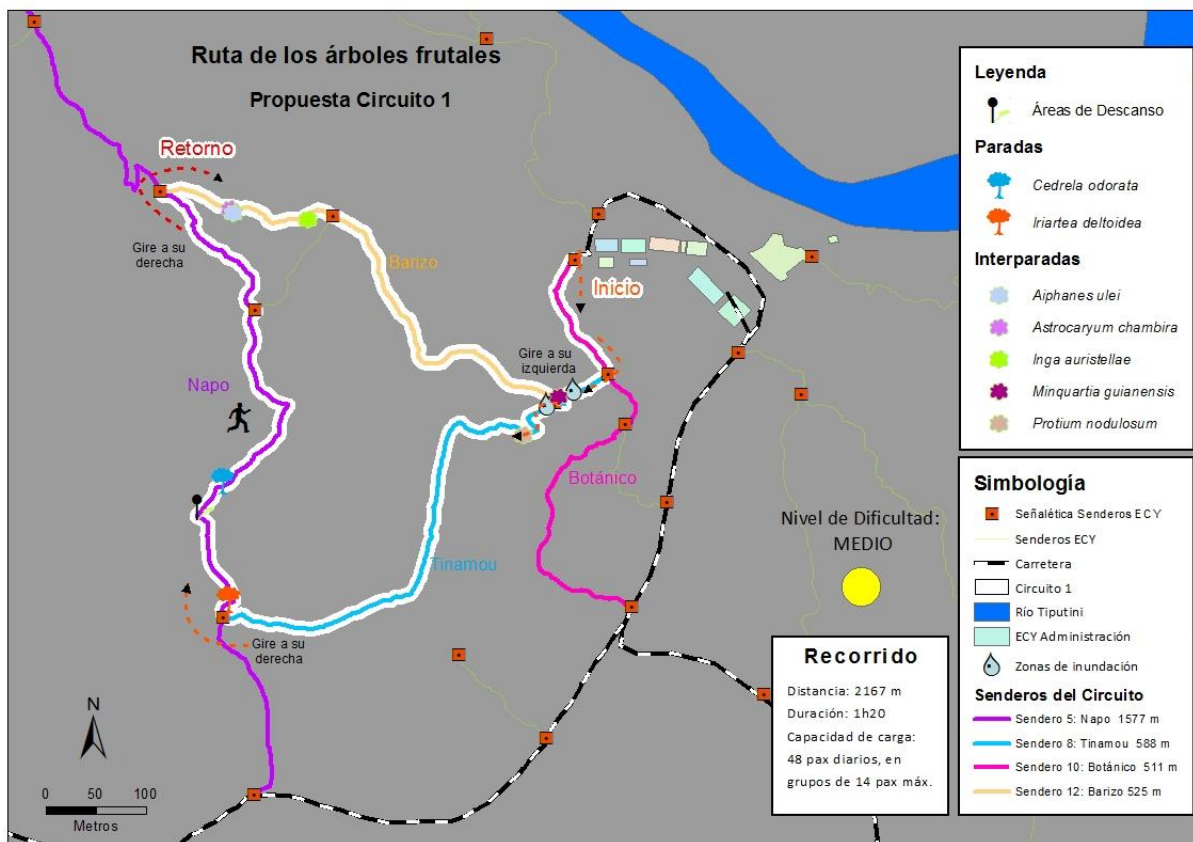 Ruta de los árboles frutales
Propuesta Circuito 1
Retorno
Gire a su
derecha
Barizo
Inicio
Gire a su
izquierda
Napo
Botánico
Tinamou
Gire a su
derecha
Nivel de Dificultad:
MEDIO
N
0 50 100
Metros
Recorrido
Distancia: 2167 m
Duración: 1h20
Capacidad de carga:
48 pax diarios, en
grupos de 14 pax máx.
Leyenda
Áreas de Descanso
Paradas
Cedrela odorata
Iriartea deltoidea
Interparadas
Aiphanes ulei
Astrocaryum chambira
Inga auristellae
Minquartia guianensis
Protium nodulosum
Simbología
Señalética Senderos ECY
Senderos ECY
Carretera
Circuito 1
Río Tiputini
ECY Administración
Zonas de inundación
Senderos del Circuito
Sendero 5: Napo 1577 m
Sendero 8: Tinamou 588 m
Sendero 10: Botánico 511 m
Sendero 12: Barizo 525 m